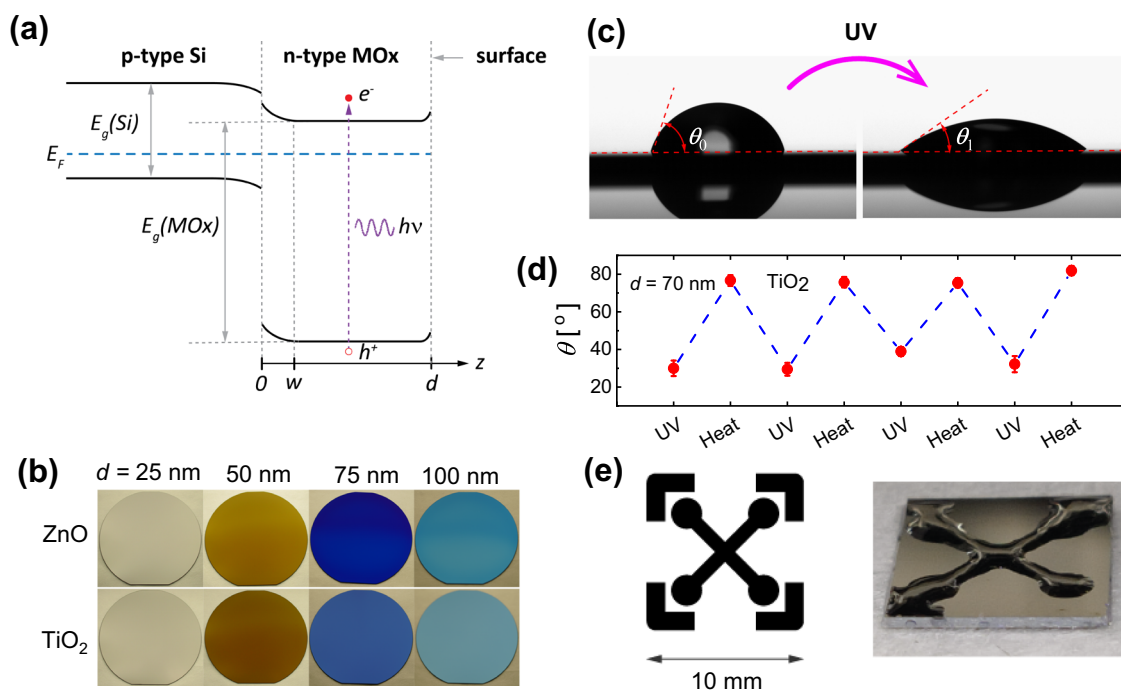 (a)
p-type Si
n-type MOx
surface
e⁻
E_g(Si)
E_F
E_g(MOx)
hν
h⁺
0
w
d
z
(b)
d = 25 nm
50 nm
75 nm
100 nm
ZnO
TiO₂
(c)
UV
θ₀
θ₁
(d)
d = 70 nm
TiO₂
θ [°]
80
60
40
20
UV
Heat
UV
Heat
UV
Heat
UV
Heat
(e)
10 mm